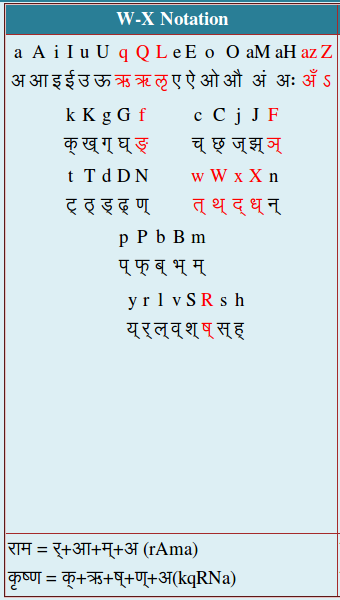 W-X Notation
a A i I u U q Q L e E o O aM aH az Z
अ आ इ ई उ ऊ ऋ ॠ ऌ ए ऐ ओ औ अं अः अँ ऽ
k K g G f c C j J F
क् ख् ग् घ् ङ् च् छ् ज् झ् ञ्
t T d D N w W x X n
ट् ठ् ड् ढ् ण् त् थ् द् ध् न्
p P b B m
प् फ् ब् भ् म्
y r l v S R s h
य् र् ल् व् श् ष् स् ह्
राम = र्+आ+म्+अ (rAma)
कृष्ण = क्+ऋ+ष्+ण्+अ(kqRNa)